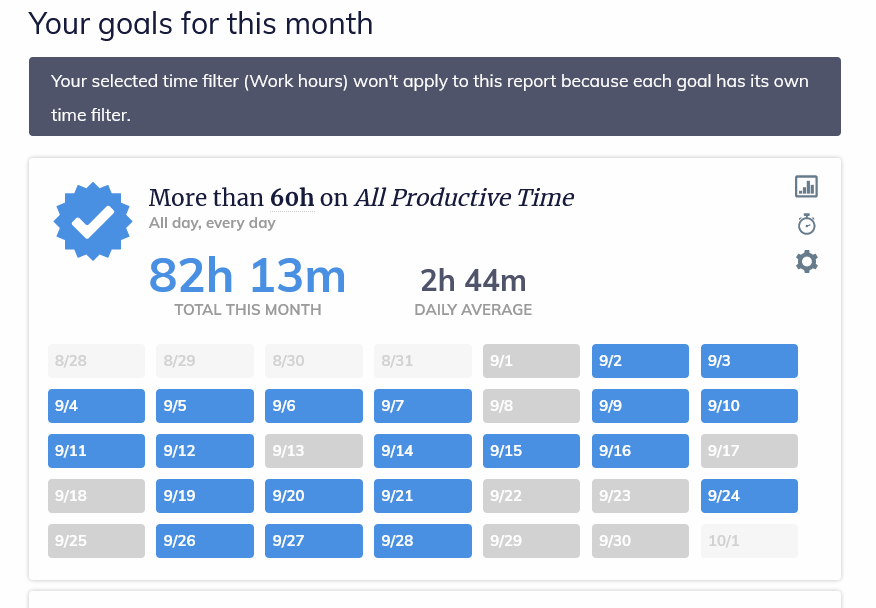 Your goals for this month
Your selected time filter (Work hours) won't apply to this report because each goal has its own
time filter.
More than 60h on All Productive Time
All day, every day
82h 13m 2h 44m
TOTAL THIS MONTH DAILY AVERAGE
8/28 8/29 8/30 8/31 9/1 9/2 9/3
9/4 9/5 9/6 9/7 9/8 9/9 9/10
9/11 9/12 9/13 9/14 9/15 9/16 9/17
9/18 9/19 9/20 9/21 9/22 9/23 9/24
9/25 9/26 9/27 9/28 9/29 9/30 10/1